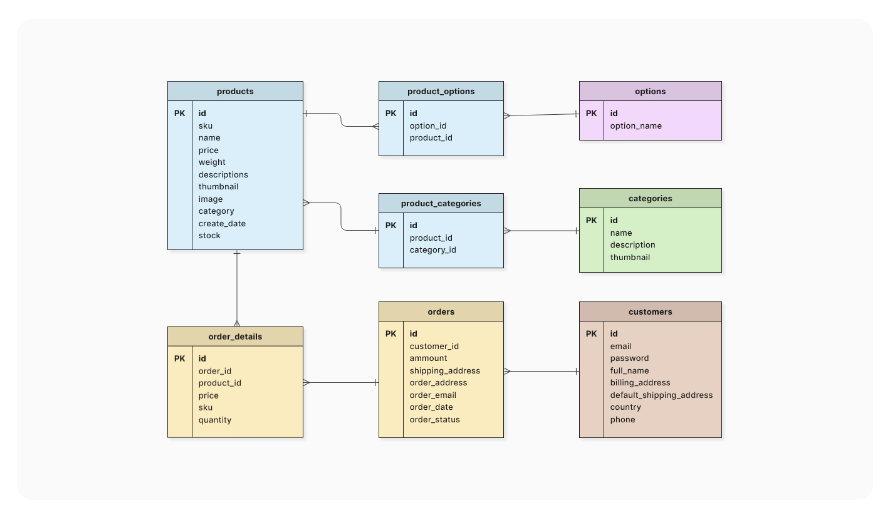 products
PK id
sku
name
price
weight
descriptions
thumbnail
image
category
create_date
stock
product_options
PK id
option_id
product_id
options
PK id
option_name
product_categories
PK id
product_id
category_id
categories
PK id
name
description
thumbnail
order_details
PK id
order_id
product_id
price
sku
quantity
orders
PK id
customer_id
ammount
shipping_address
order_address
order_email
order_date
order_status
customers
PK id
email
password
full_name
billing_address
default_shipping_address
country
phone